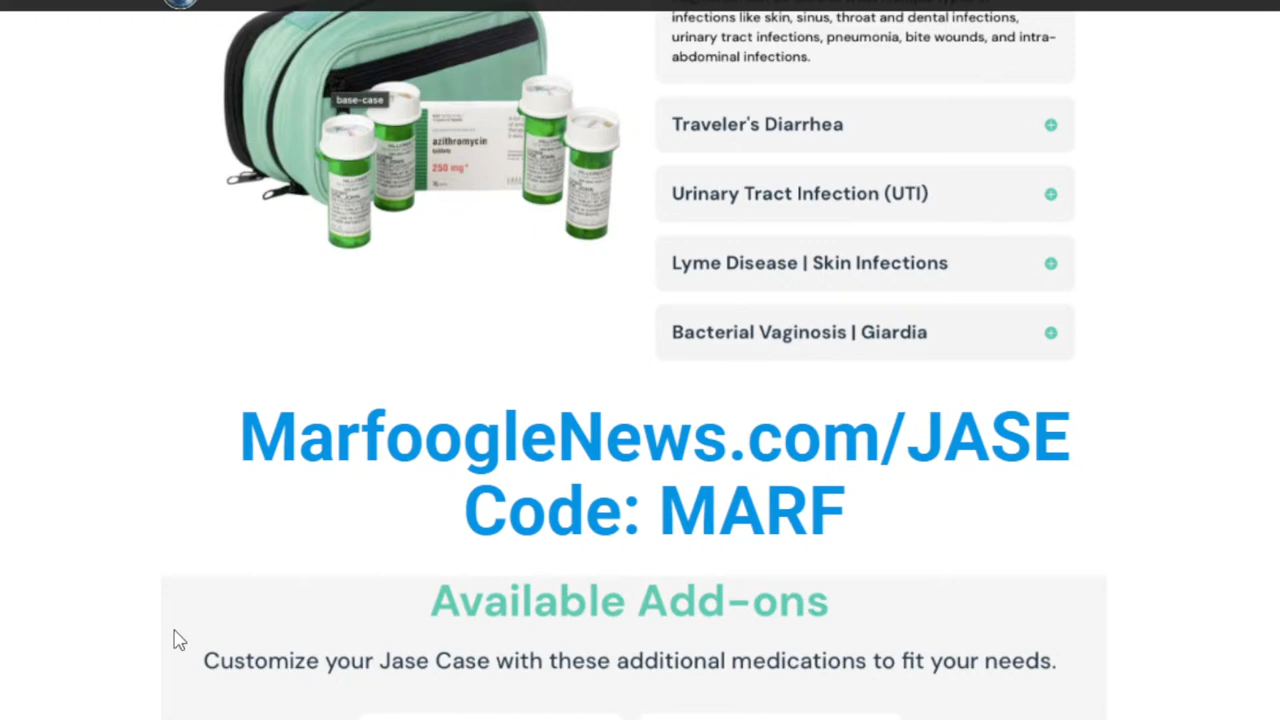 infections like skin, sinus, throat and dental infections,
urinary tract infections, pneumonia, bite wounds, and intra-
abdominal infections.
base-case
azithromycin
tablets
250 mg*
Traveler's Diarrhea
Urinary Tract Infection (UTI)
Lyme Disease | Skin Infections
Bacterial Vaginosis | Giardia
MarfoogleNews.com/JASE
Code: MARF
Available Add-ons
Customize your Jase Case with these additional medications to fit your needs.